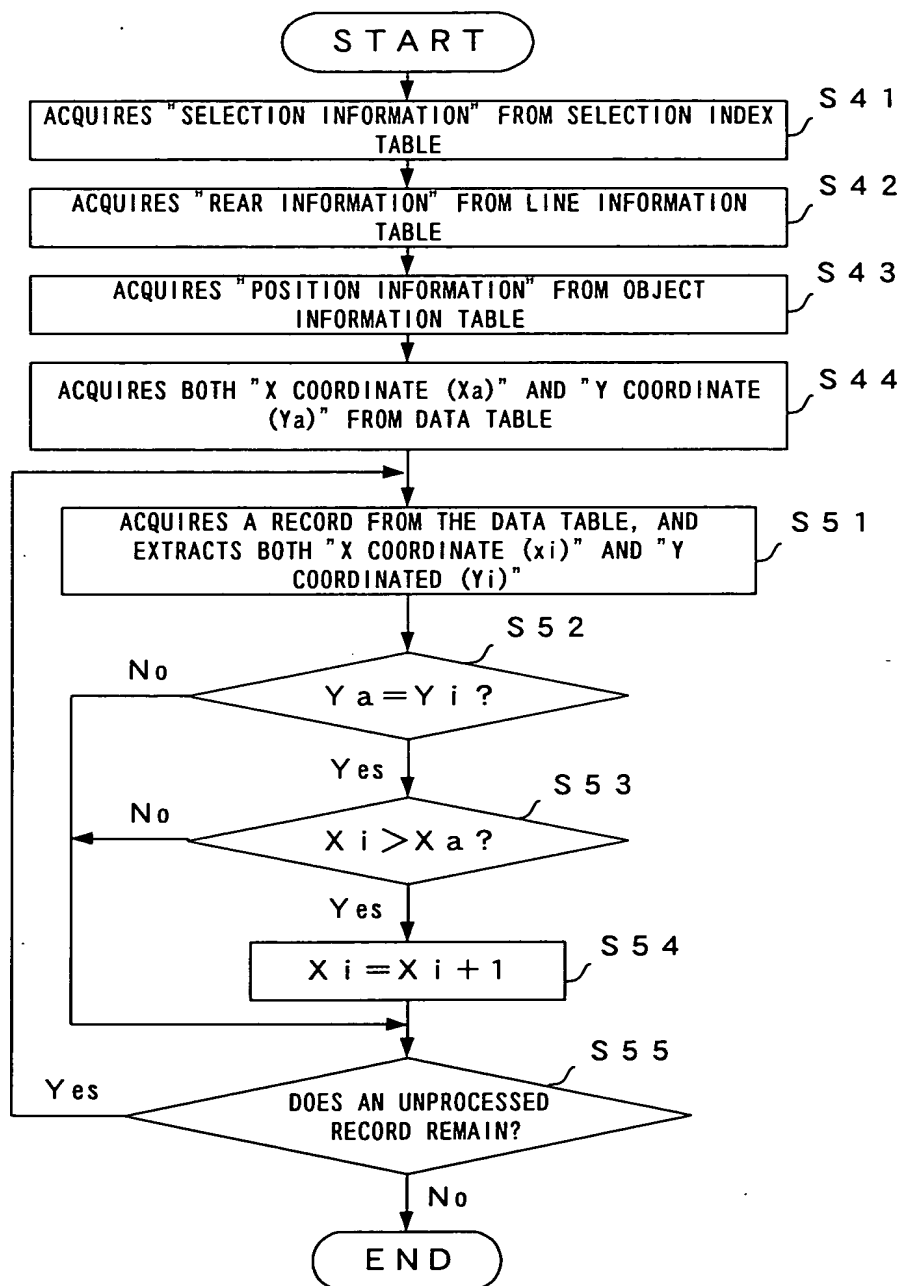 START
ACQUIRES "SELECTION INFORMATION" FROM SELECTION INDEX
TABLE
S41
ACQUIRES "REAR INFORMATION" FROM LINE INFORMATION
TABLE
S42
ACQUIRES "POSITION INFORMATION" FROM OBJECT
INFORMATION TABLE
S43
ACQUIRES BOTH "X COORDINATE (Xa)" AND "Y COORDINATE
(Ya)" FROM DATA TABLE
S44
ACQUIRES A RECORD FROM THE DATA TABLE, AND
EXTRACTS BOTH "X COORDINATE (xi)" AND "Y
COORDINATED (Yi)"
S51
S52
No
Ya=Yi?
Yes
S53
No
Xi>Xa?
Yes
S54
Xi=Xi+1
S55
Yes
DOES AN UNPROCESSED
RECORD REMAIN?
No
END